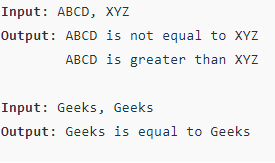 Input: ABCD, XYZ
Output: ABCD is not equal to XYZ
ABCD is greater than XYZ
Input: Geeks, Geeks
Output: Geeks is equal to Geeks